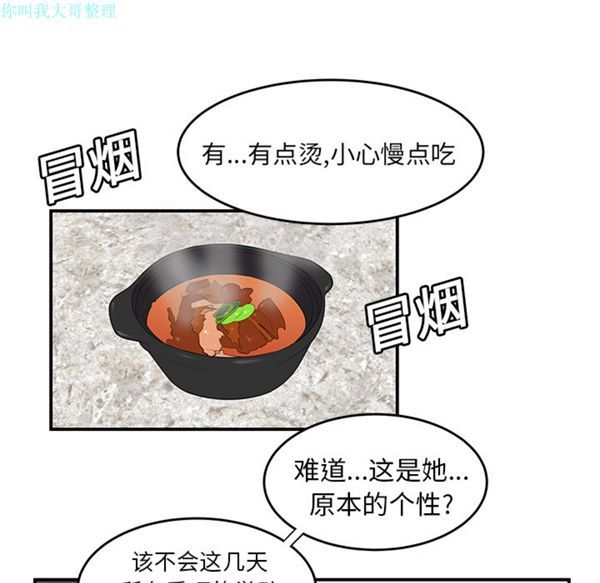 你叫我大哥整理
有...有点烫,小心慢点吃
冒烟
冒烟
难道...这是她...
原本的个性?
该不会这几天